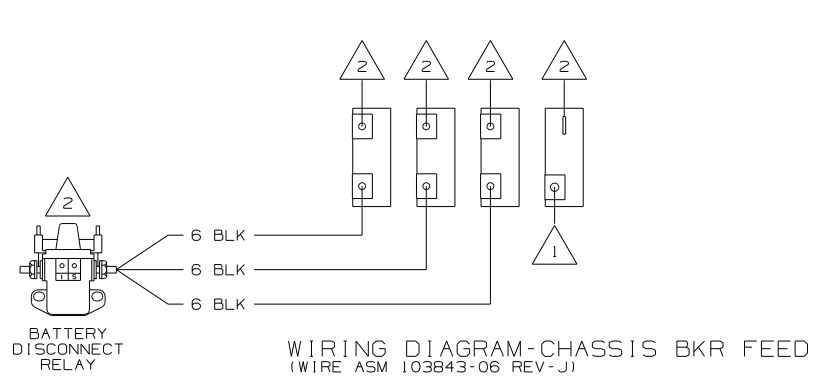 2 2 2 2
2
1
6 BLK
6 BLK
6 BLK
I S
BATTERY
DISCONNECT
RELAY
WIRING DIAGRAM-CHASSIS BKR FEED
(WIRE ASM 103843-06 REV-J)